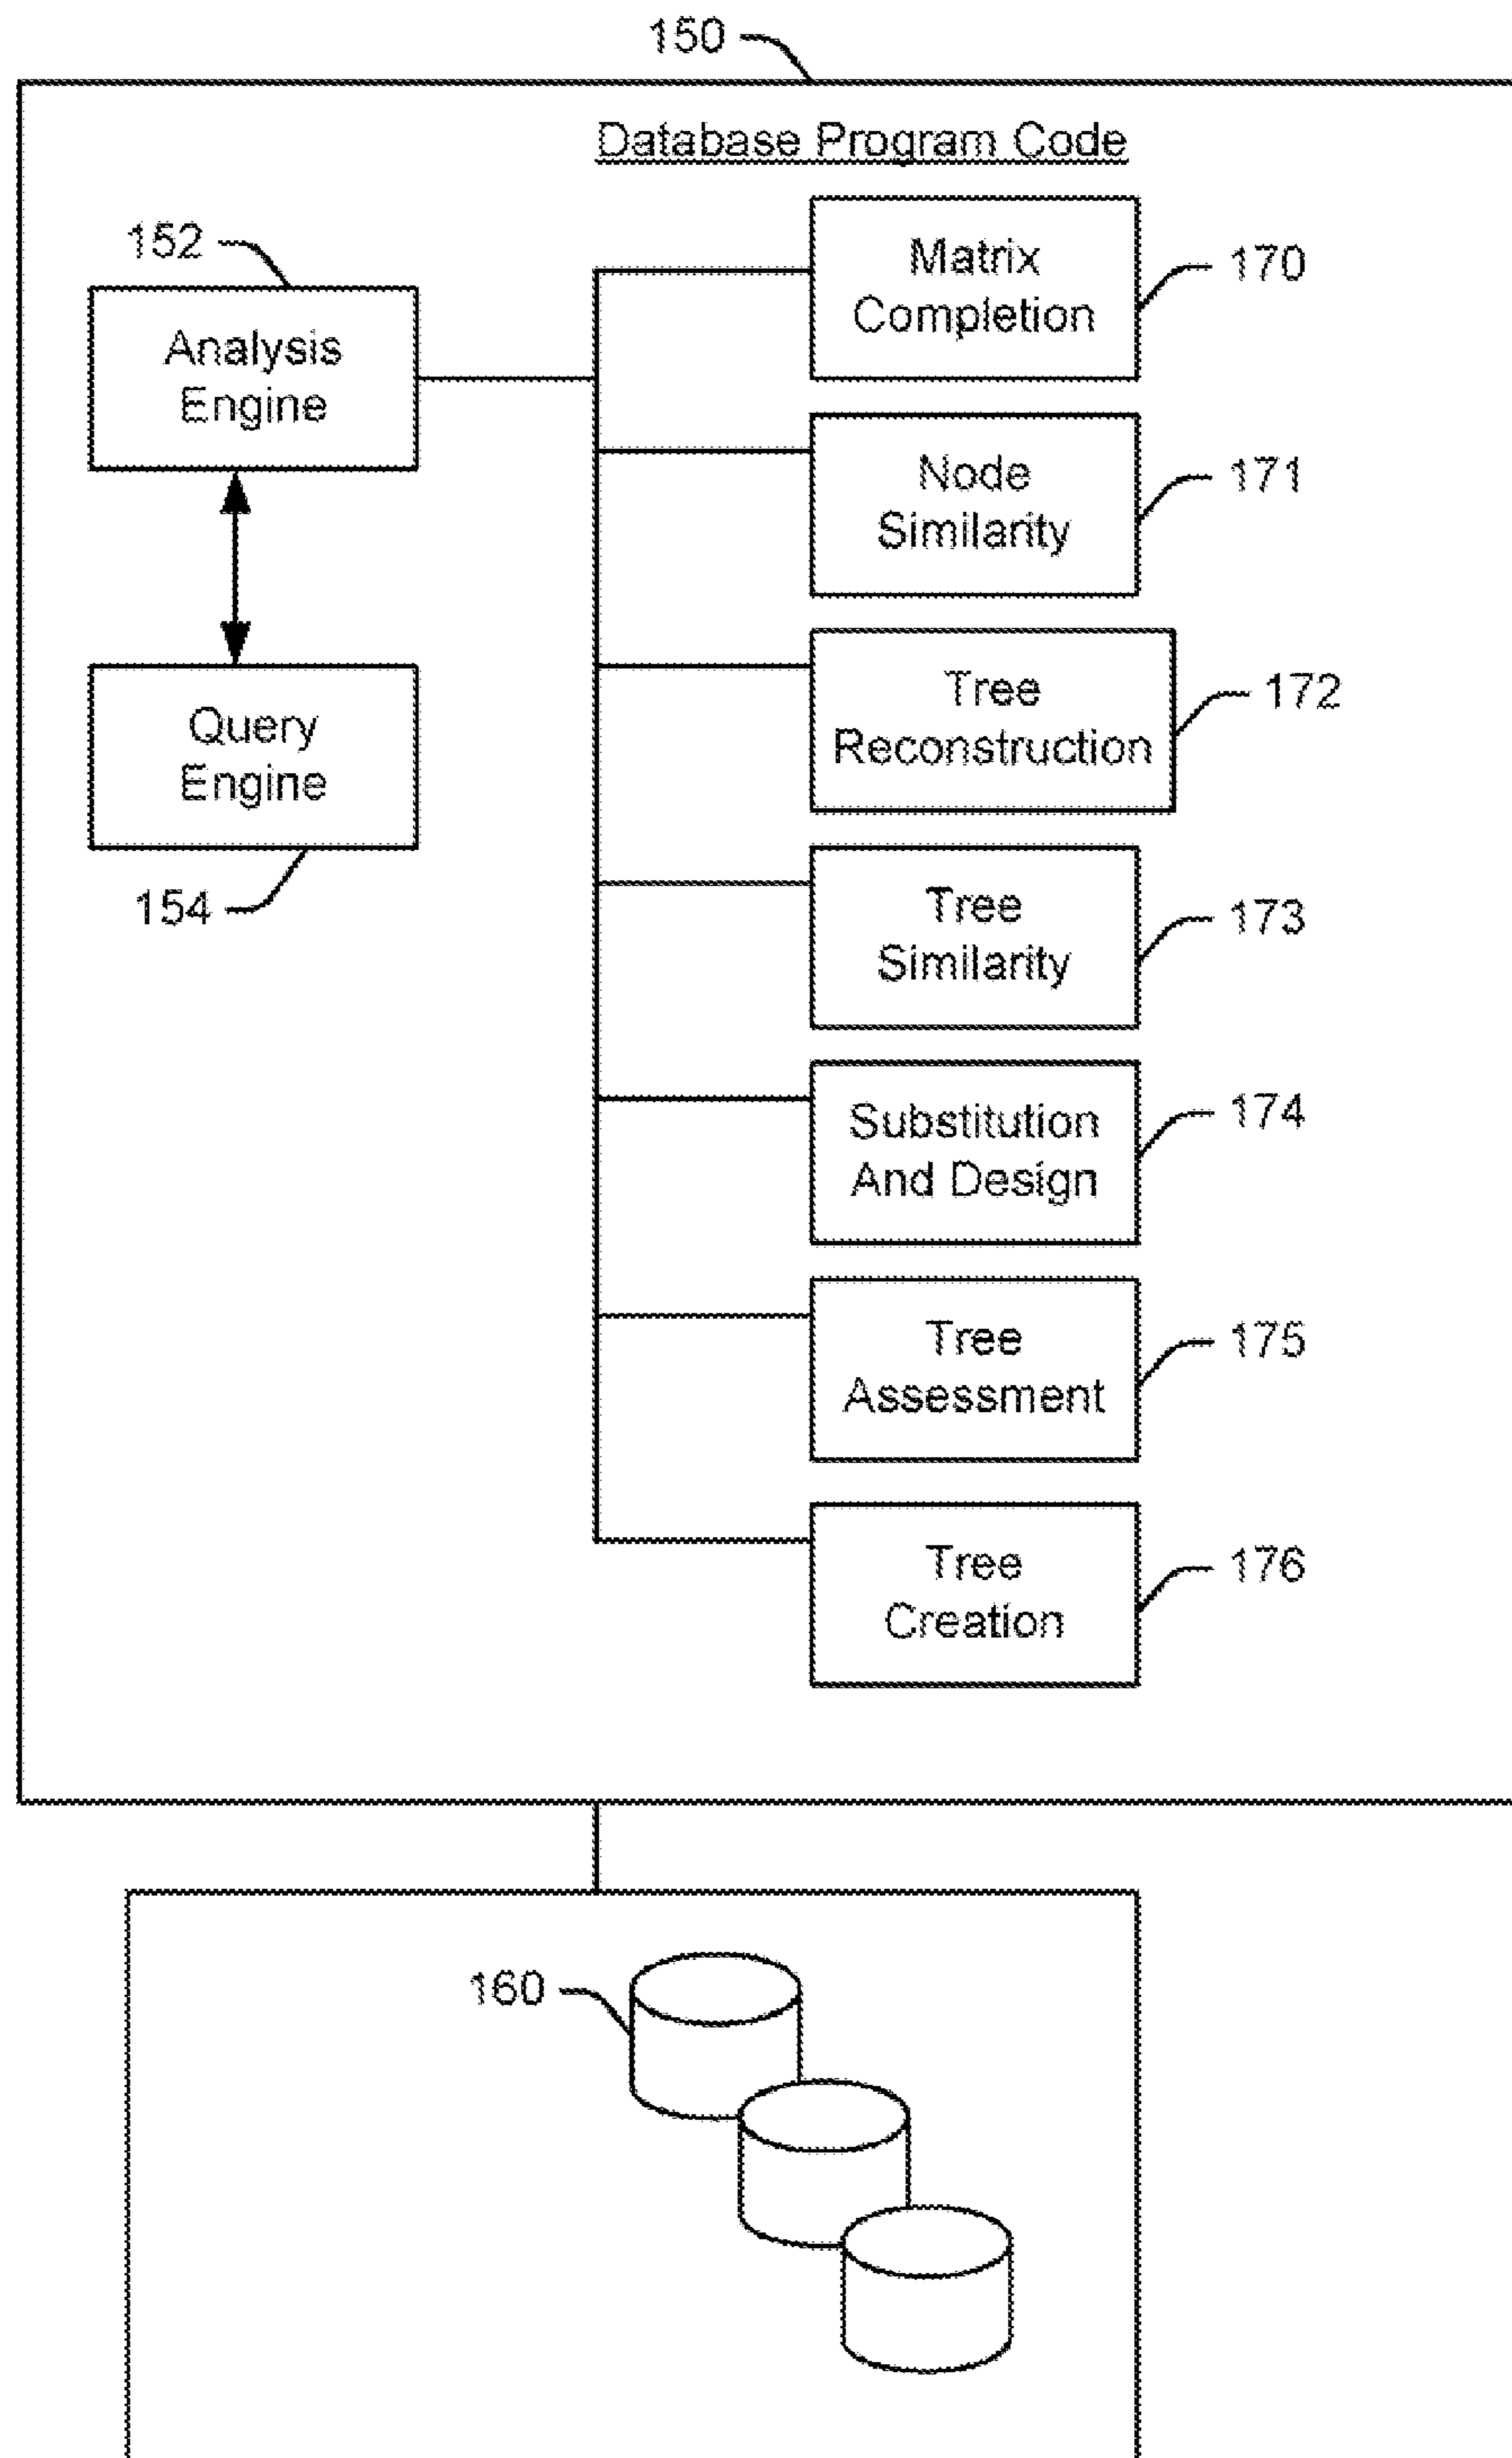 150
Database Program Code
152
Analysis
Engine
Query
Engine
154
Matrix
Completion
170
Node
Similarity
171
Tree
Reconstruction
172
Tree
Similarity
173
Substitution
And Design
174
Tree
Assessment
175
Tree
Creation
176
160